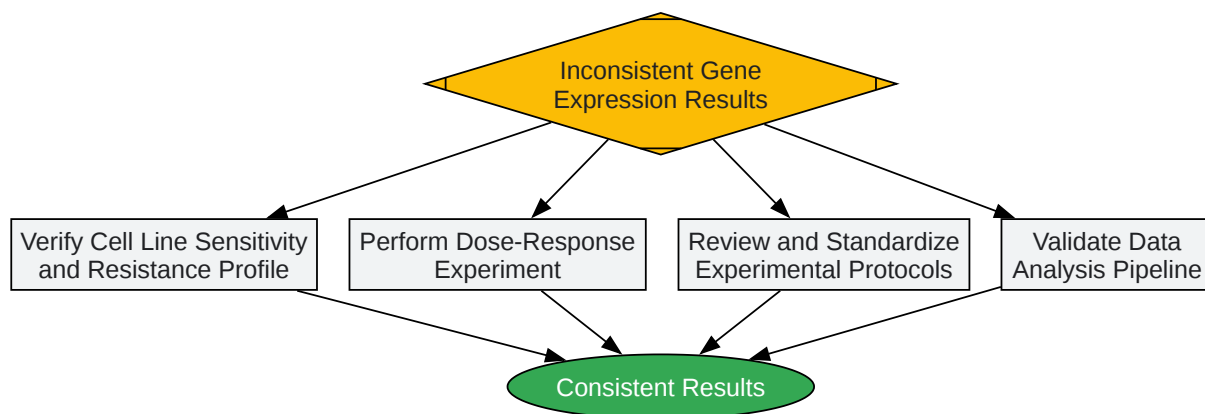 Inconsistent Gene
Expression Results
Verify Cell Line Sensitivity
and Resistance Profile
Perform Dose-Response
Experiment
Review and Standardize
Experimental Protocols
Validate Data
Analysis Pipeline
Consistent Results